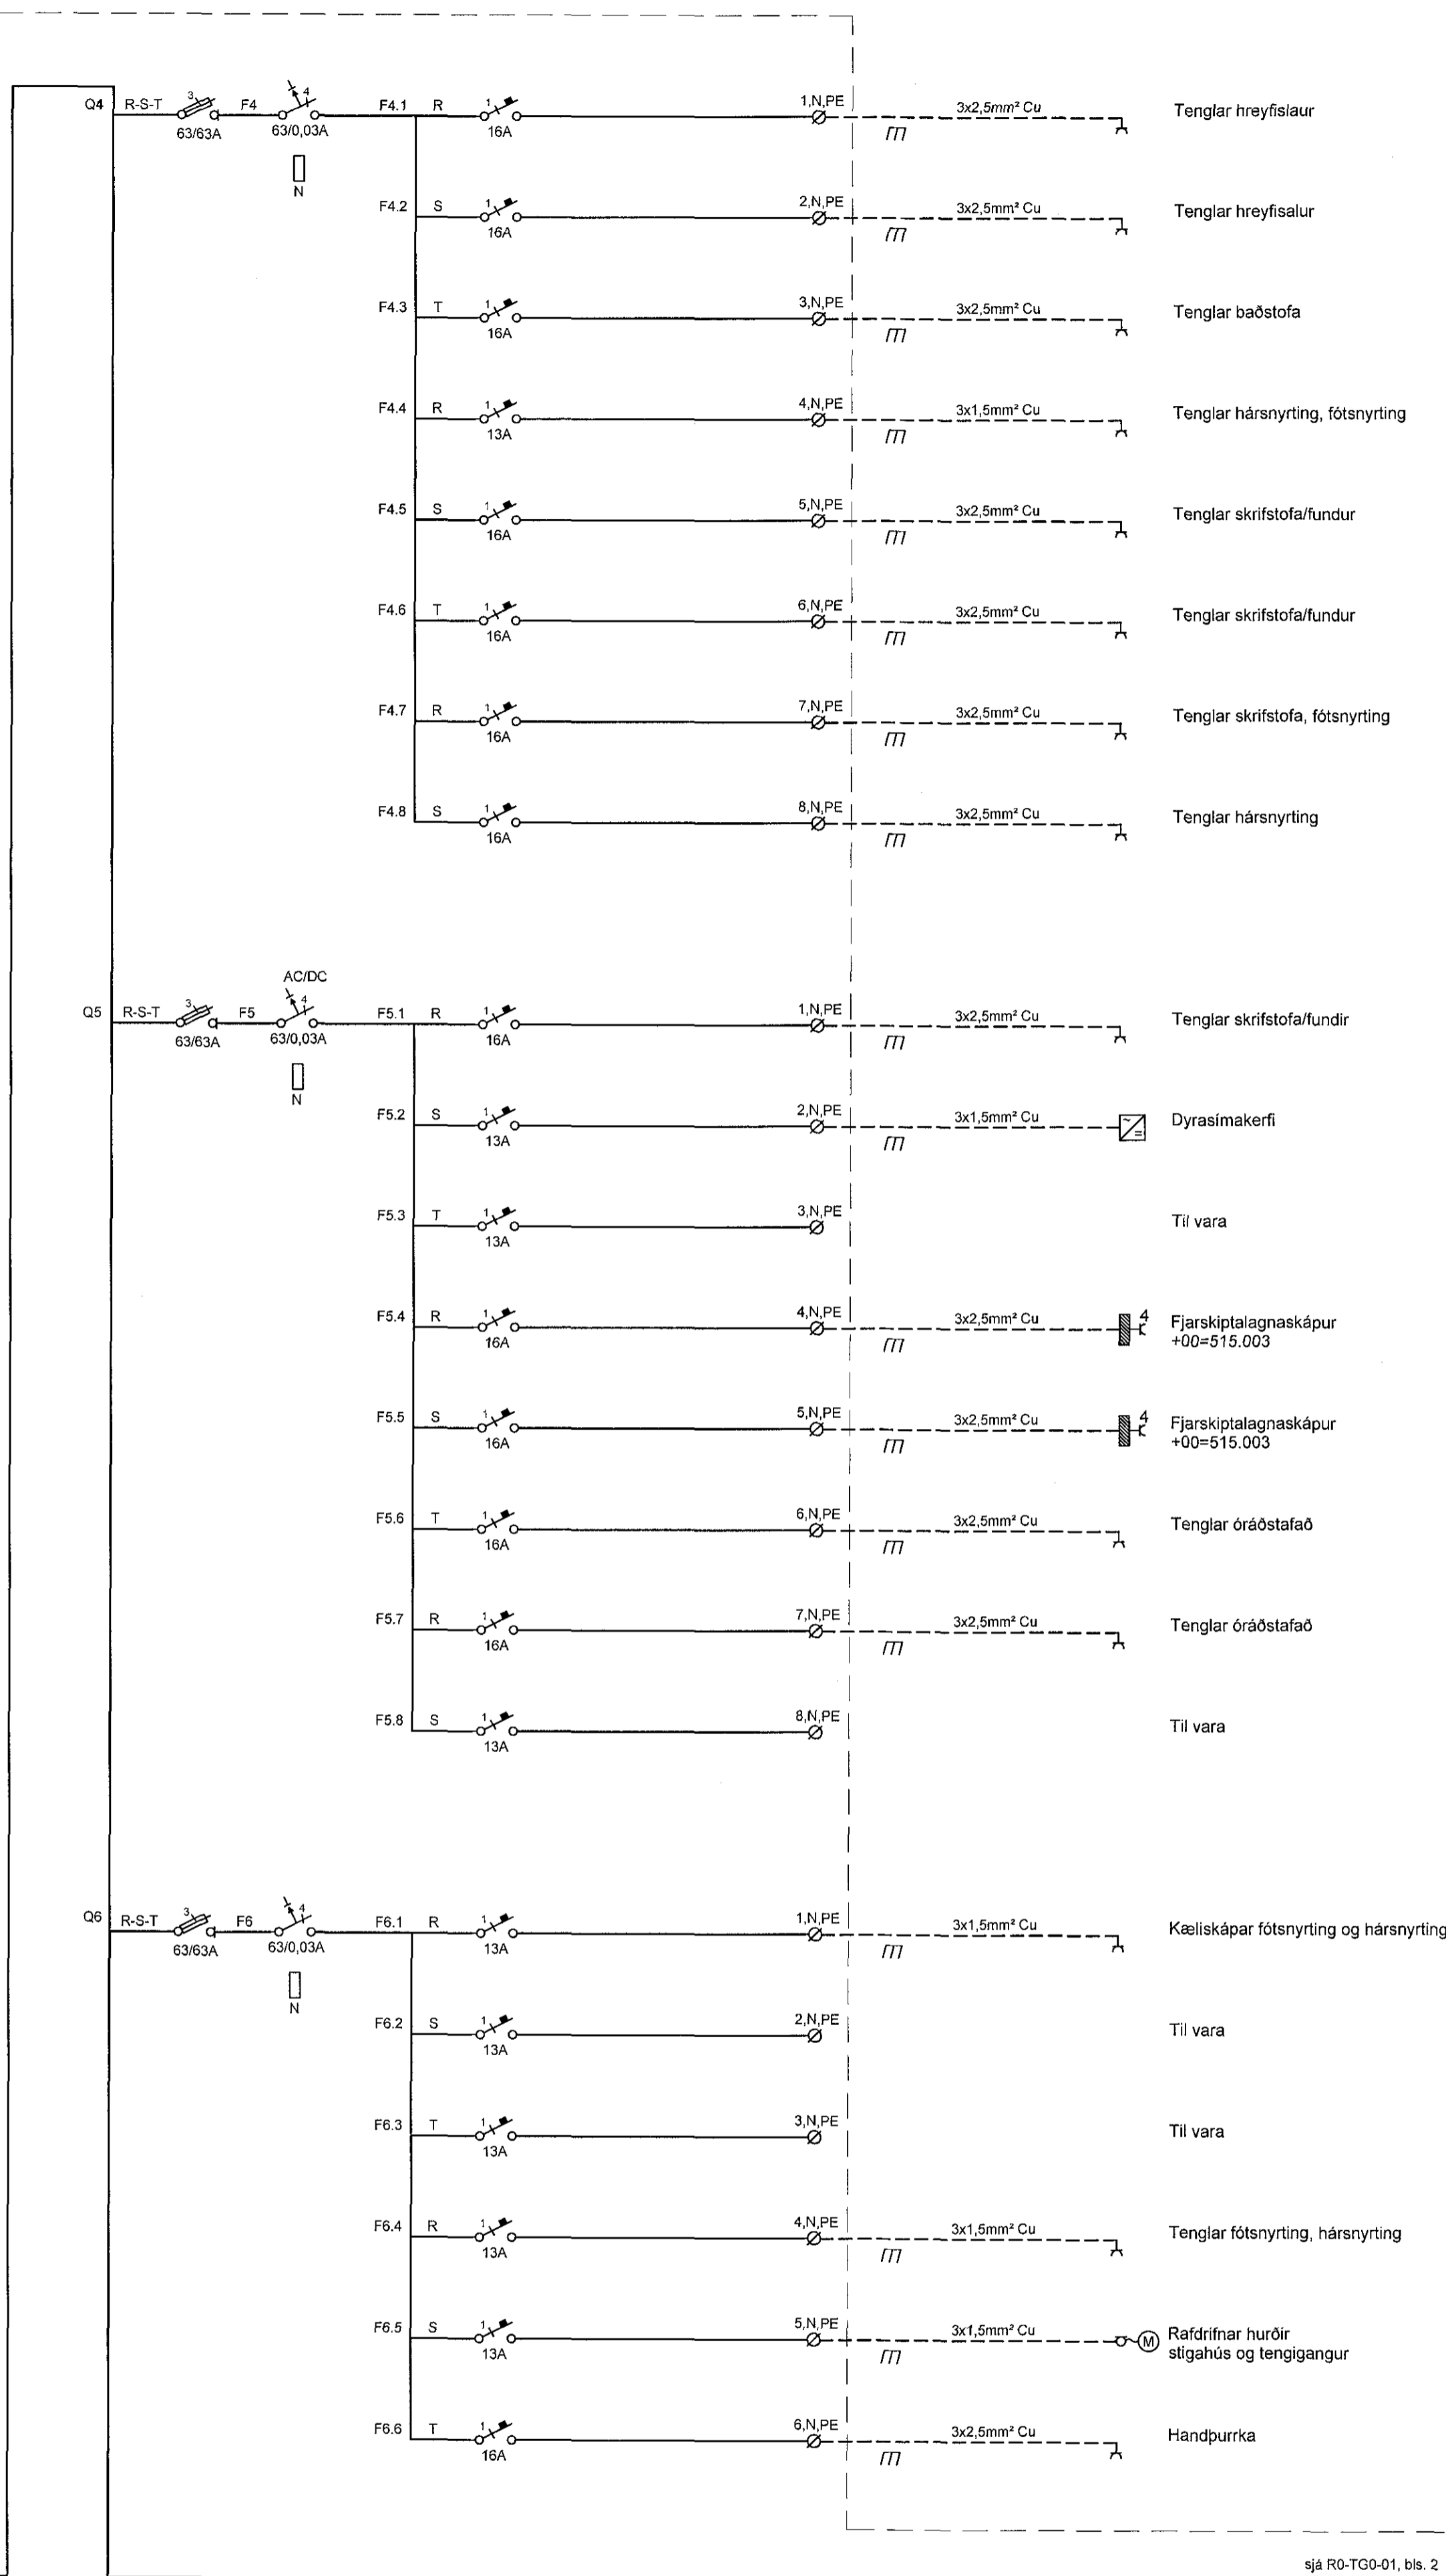 Q4 R-S-T 3 F4 4 F4.1 R 1 1,N,PE 3x2,5mm² Cu Tenglar hreyfislaur
63/63A 63/0,03A 16A
N
F4.2 S 1 2,N,PE 3x2,5mm² Cu Tenglar hreyfisalur
16A
F4.3 T 1 3,N,PE 3x2,5mm² Cu Tenglar baðstofa
16A
F4.4 R 1 4,N,PE 3x1,5mm² Cu Tenglar hársnyrting, fótsnyrting
13A
F4.5 S 1 5,N,PE 3x2,5mm² Cu Tenglar skrifstofa/fundur
16A
F4.6 T 1 6,N,PE 3x2,5mm² Cu Tenglar skrifstofa/fundur
16A
F4.7 R 1 7,N,PE 3x2,5mm² Cu Tenglar skrifstofa, fótsnyrting
16A
F4.8 S 1 8,N,PE 3x2,5mm² Cu Tenglar hársnyrting
16A
AC/DC
Q5 R-S-T 3 F5 4 F5.1 R 1 1,N,PE 3x2,5mm² Cu Tenglar skrifstofa/fundir
63/63A 63/0,03A 16A
N
F5.2 S 1 2,N,PE 3x1,5mm² Cu Dyrasímakerfi
13A
F5.3 T 1 3,N,PE Til vara
13A
F5.4 R 1 4,N,PE 3x2,5mm² Cu 4 Fjarskiptalagnaskápur
16A +00=515.003
F5.5 S 1 5,N,PE 3x2,5mm² Cu 4 Fjarskiptalagnaskápur
16A +00=515.003
F5.6 T 1 6,N,PE 3x2,5mm² Cu Tenglar óráðstafað
16A
F5.7 R 1 7,N,PE 3x2,5mm² Cu Tenglar óráðstafað
16A
F5.8 S 1 8,N,PE Til vara
13A
Q6 R-S-T 3 F6 4 F6.1 R 1 1,N,PE 3x1,5mm² Cu Kæliskápar fótsnyrting og hársnyrting
63/63A 63/0,03A 13A
N
F6.2 S 1 2,N,PE Til vara
13A
F6.3 T 1 3,N,PE Til vara
13A
F6.4 R 1 4,N,PE 3x1,5mm² Cu Tenglar fótsnyrting, hársnyrting
13A
F6.5 S 1 5,N,PE 3x1,5mm² Cu M Rafdrifnar hurðir
13A stigahús og tengigangur
F6.6 T 1 6,N,PE 3x2,5mm² Cu Handþurrka
16A
sjá R0-TG0-01, bls. 2